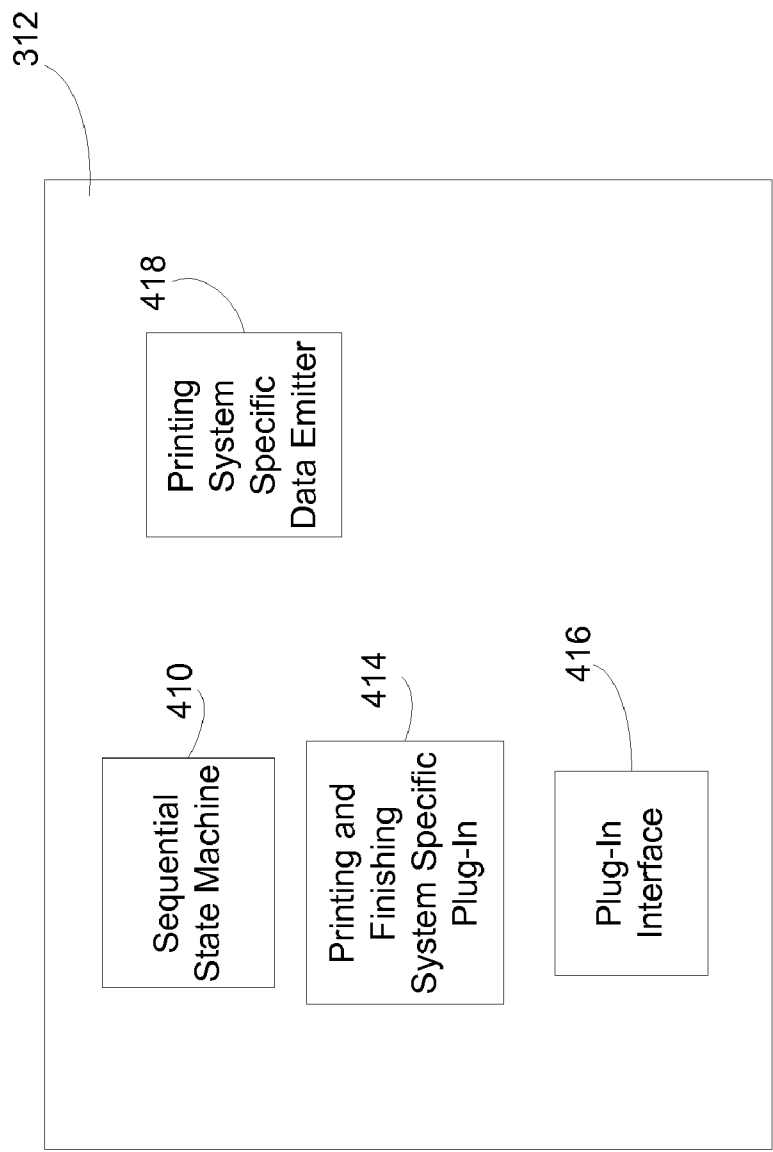 312
410
Sequential
State Machine
414
Printing and
Finishing
System Specific
Plug-In
416
Plug-In
Interface
418
Printing
System
Specific
Data Emitter